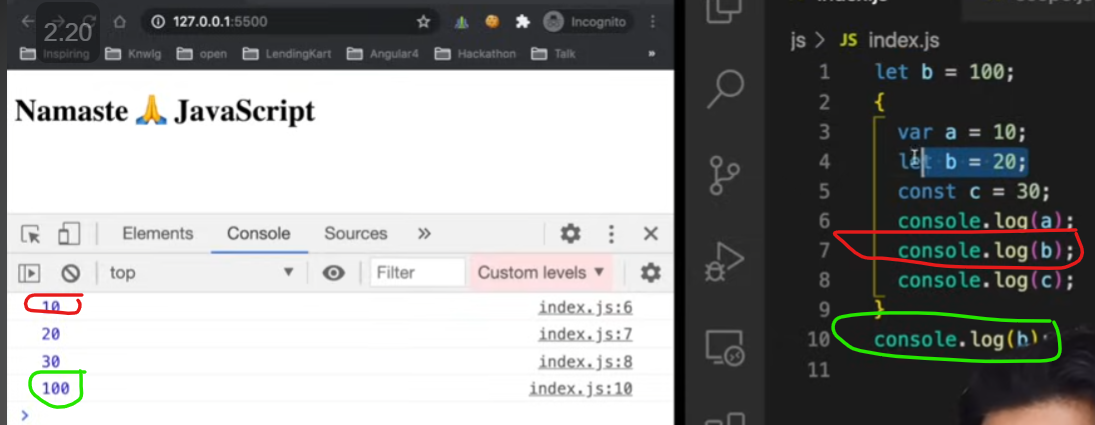 2.20
127.0.0.1:5500
Incognito
Inspiring Knwlg open LendingKart Angular4 Hackathon Talk »
Namaste 🙏 JavaScript
Elements Console Sources »
top Filter Custom levels
10 index.js:6
20 index.js:7
30 index.js:8
100 index.js:10
>
js > JS index.js
1 let b = 100;
2 {
3 var a = 10;
4 let b = 20;
5 const c = 30;
6 console.log(a);
7 console.log(b);
8 console.log(c);
9 }
10 console.log(b);
11